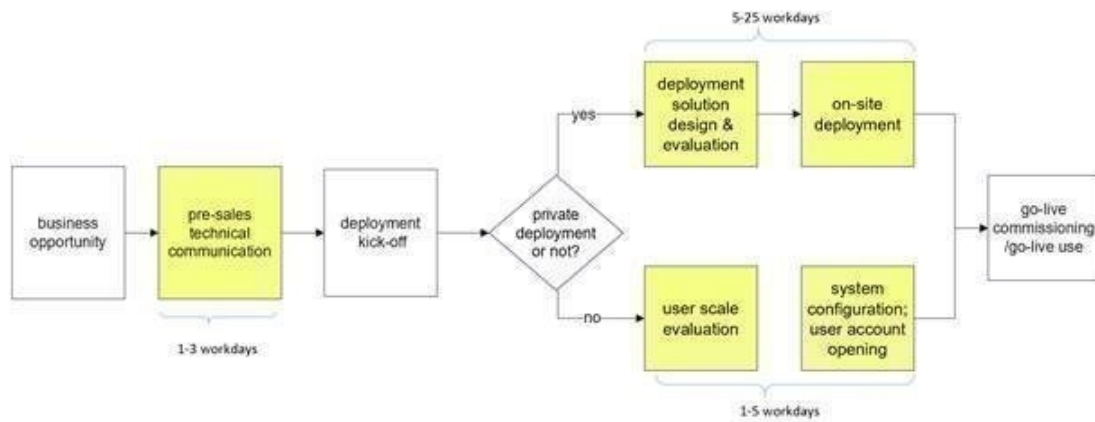 5-25 workdays
deployment
solution
design &
evaluation
on-site
deployment
yes
business
opportunity
pre-sales
technical
communication
deployment
kick-off
private
deployment
or not?
go-live
commissioning
/go-live use
no
user scale
evaluation
system
configuration;
user account
opening
1-3 workdays
1-5 workdays